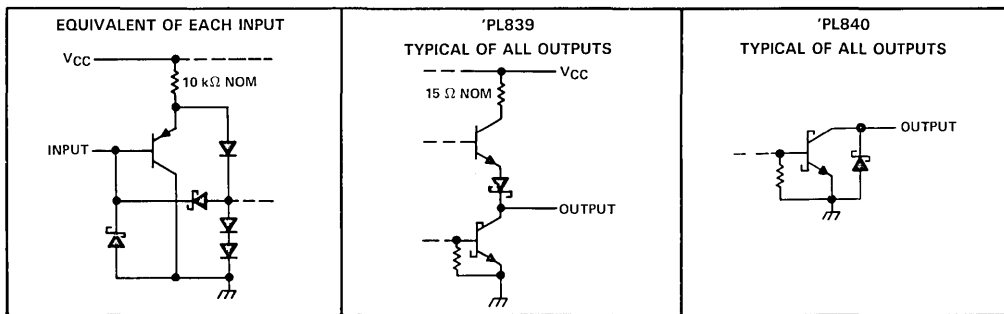 EQUIVALENT OF EACH INPUT
VCC
10 kΩ NOM
INPUT
'PL839
TYPICAL OF ALL OUTPUTS
VCC
15 Ω NOM
OUTPUT
'PL840
TYPICAL OF ALL OUTPUTS
OUTPUT